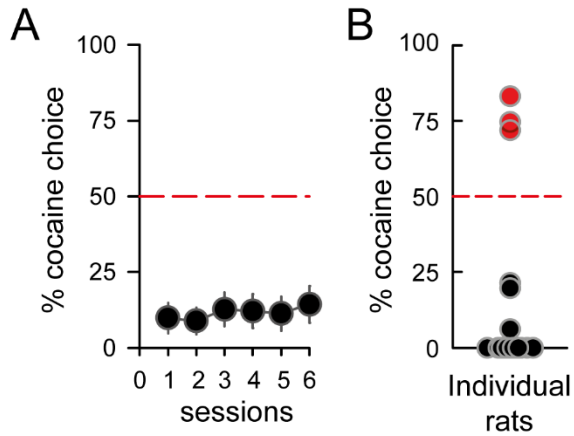 A
% cocaine choice
100
75
50
25
0
0 1 2 3 4 5 6
sessions
B
% cocaine choice
100
75
50
25
0
Individual
rats